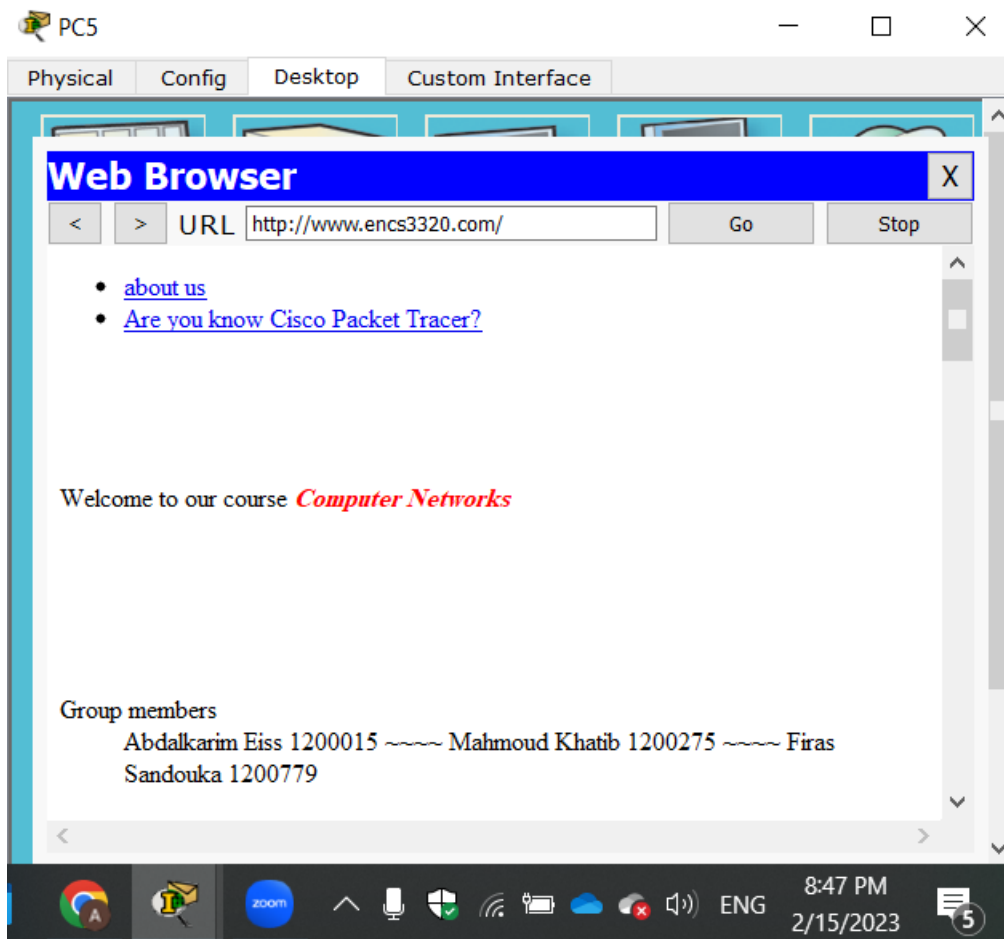 PC5
Physical Config Desktop Custom Interface
Web Browser X
< > URL http://www.encs3320.com/ Go Stop
about us
Are you know Cisco Packet Tracer?
Welcome to our course Computer Networks
Group members
Abdalkarim Eiss 1200015 ~~~~ Mahmoud Khatib 1200275 ~~~~ Firas
Sandouka 1200779
A zoom ENG 8:47 PM
2/15/2023 5